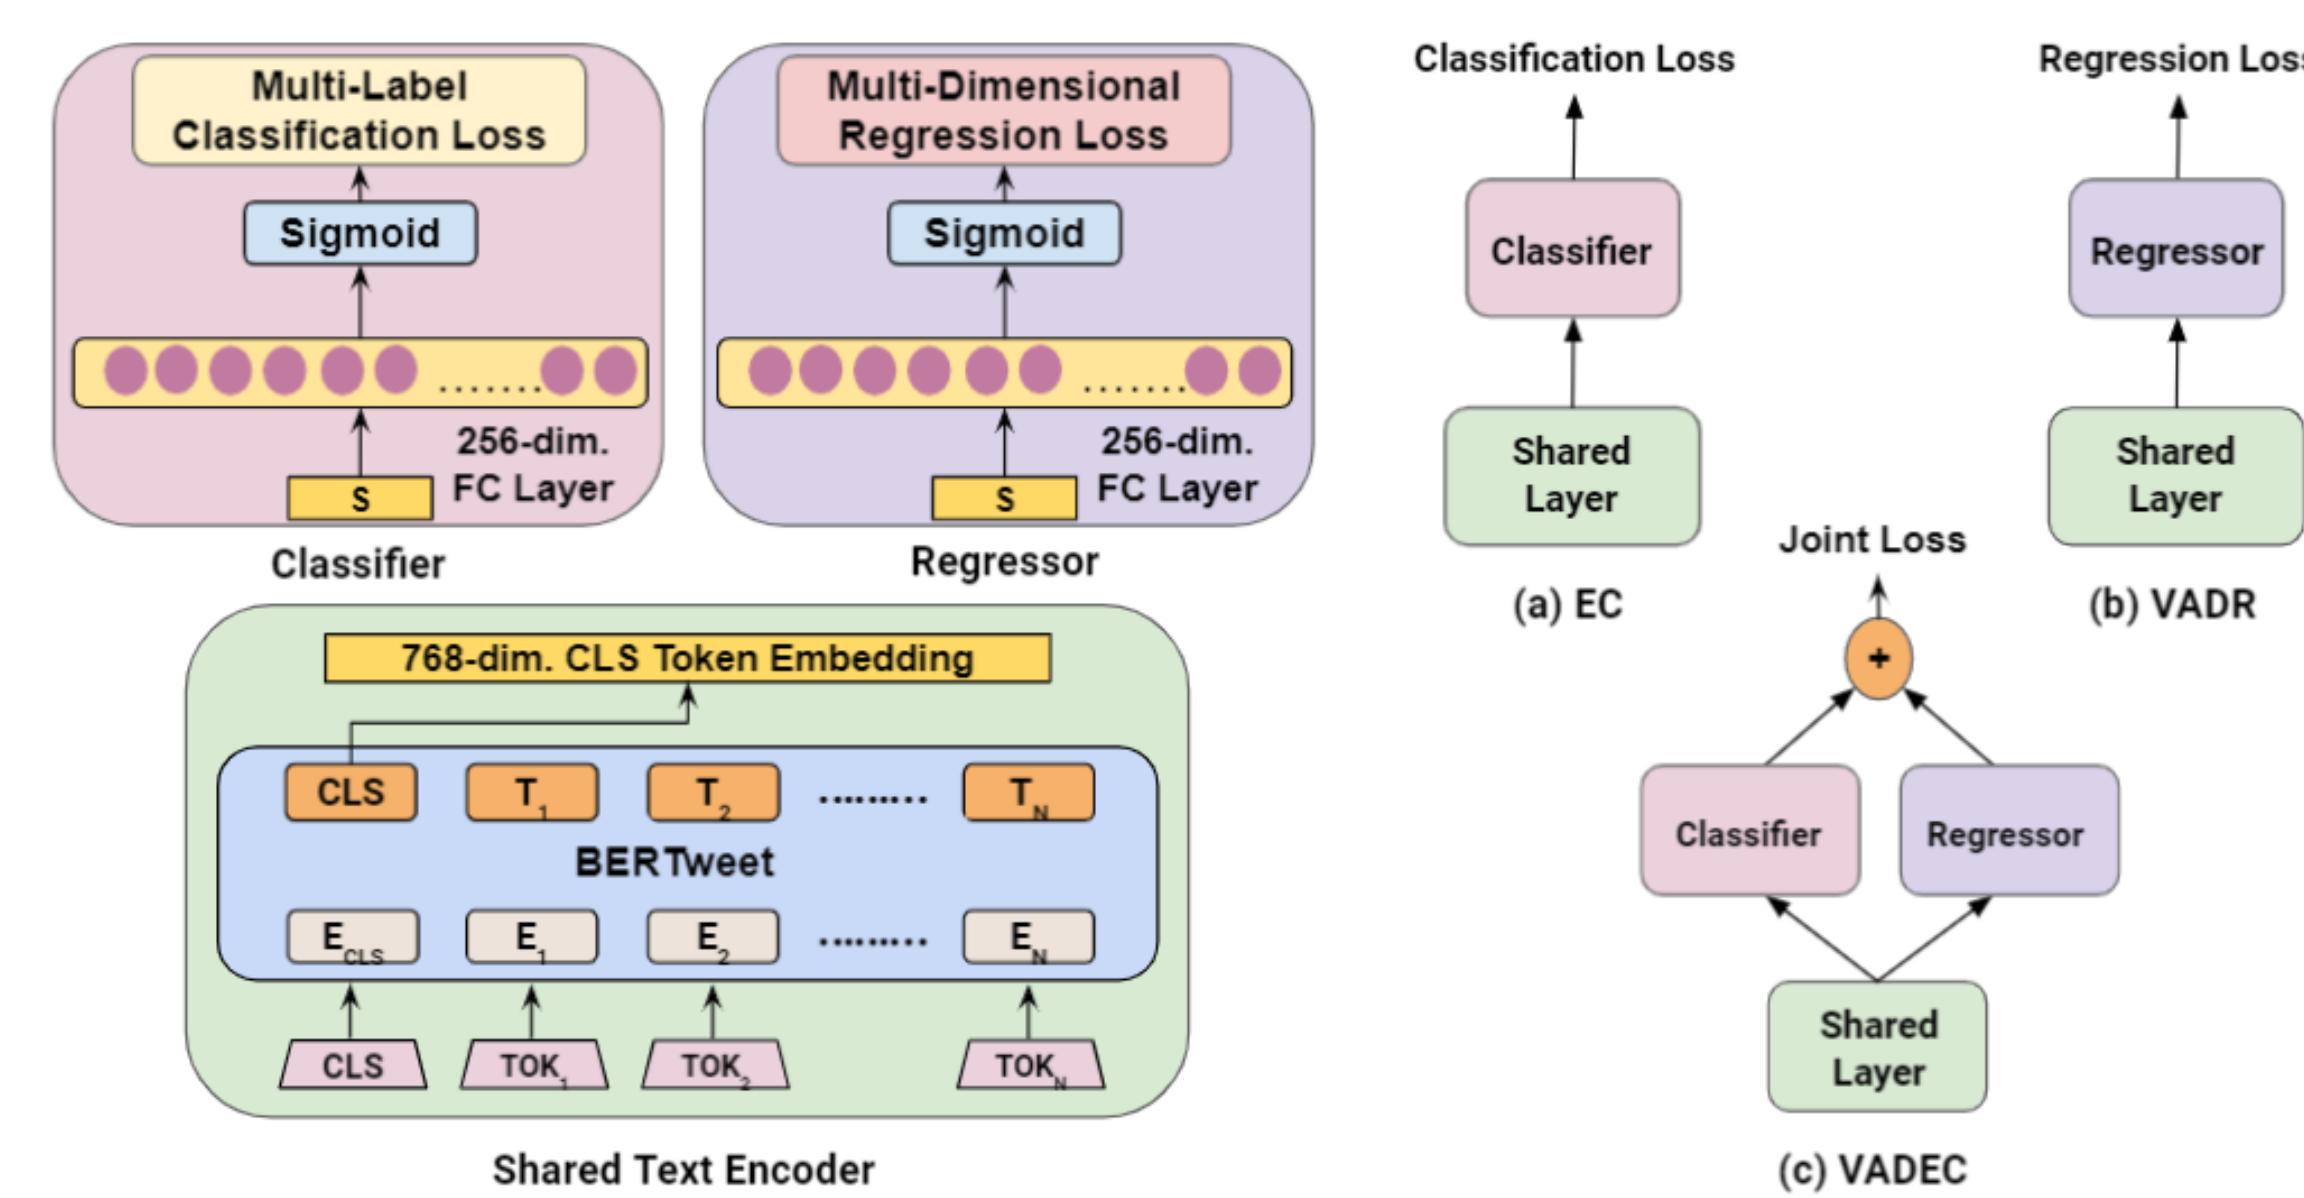 Multi-Label
Classification Loss
Sigmoid
.......
256-dim.
FC Layer
S
Classifier
Multi-Dimensional
Regression Loss
Sigmoid
.......
256-dim.
FC Layer
S
Regressor
768-dim. CLS Token Embedding
CLS T1 T2 ......... TN
BERTweet
ECLS E1 E2 ......... EN
CLS TOK1 TOK2 TOKN
Shared Text Encoder
Classification Loss
Classifier
Shared
Layer
(a) EC
Regression Loss
Regressor
Shared
Layer
(b) VADR
Joint Loss
+
Classifier Regressor
Shared
Layer
(c) VADEC